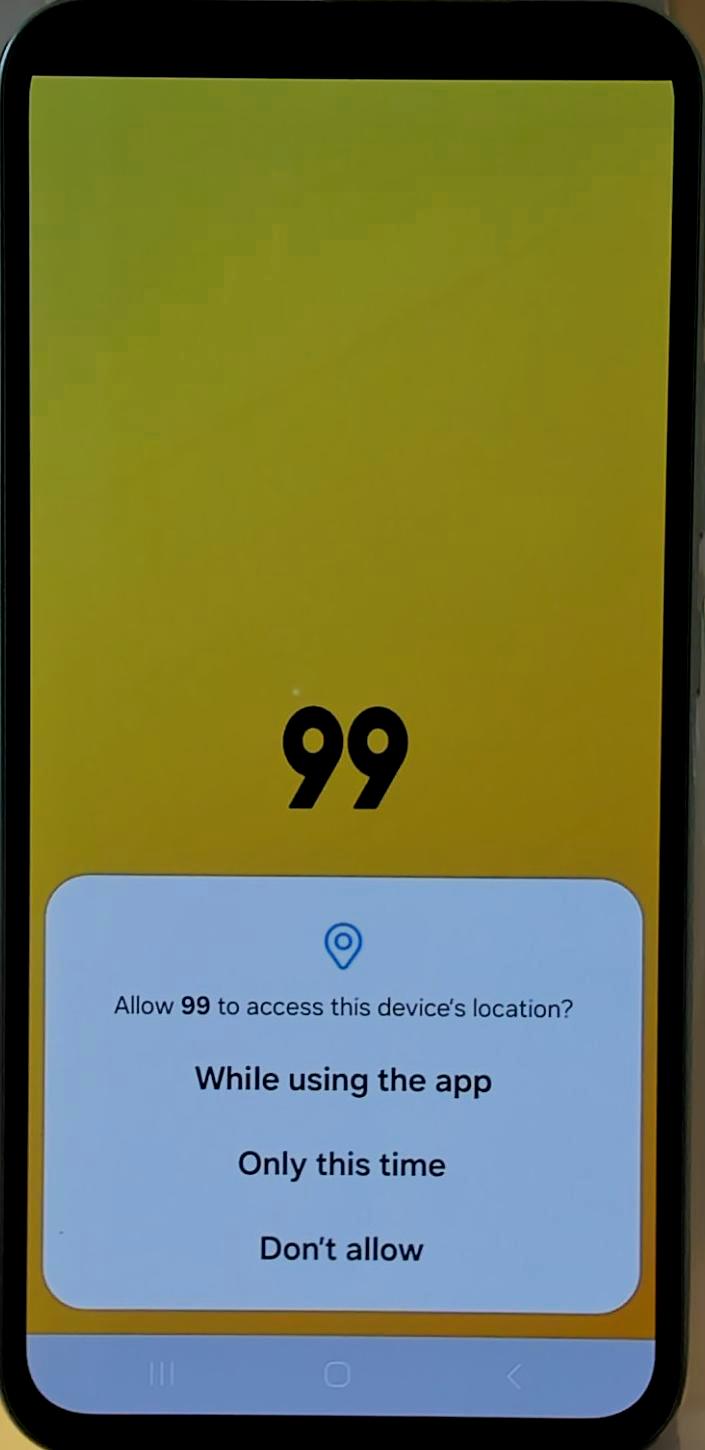 99
Allow 99 to access this device's location?
While using the app
Only this time
Don't allow